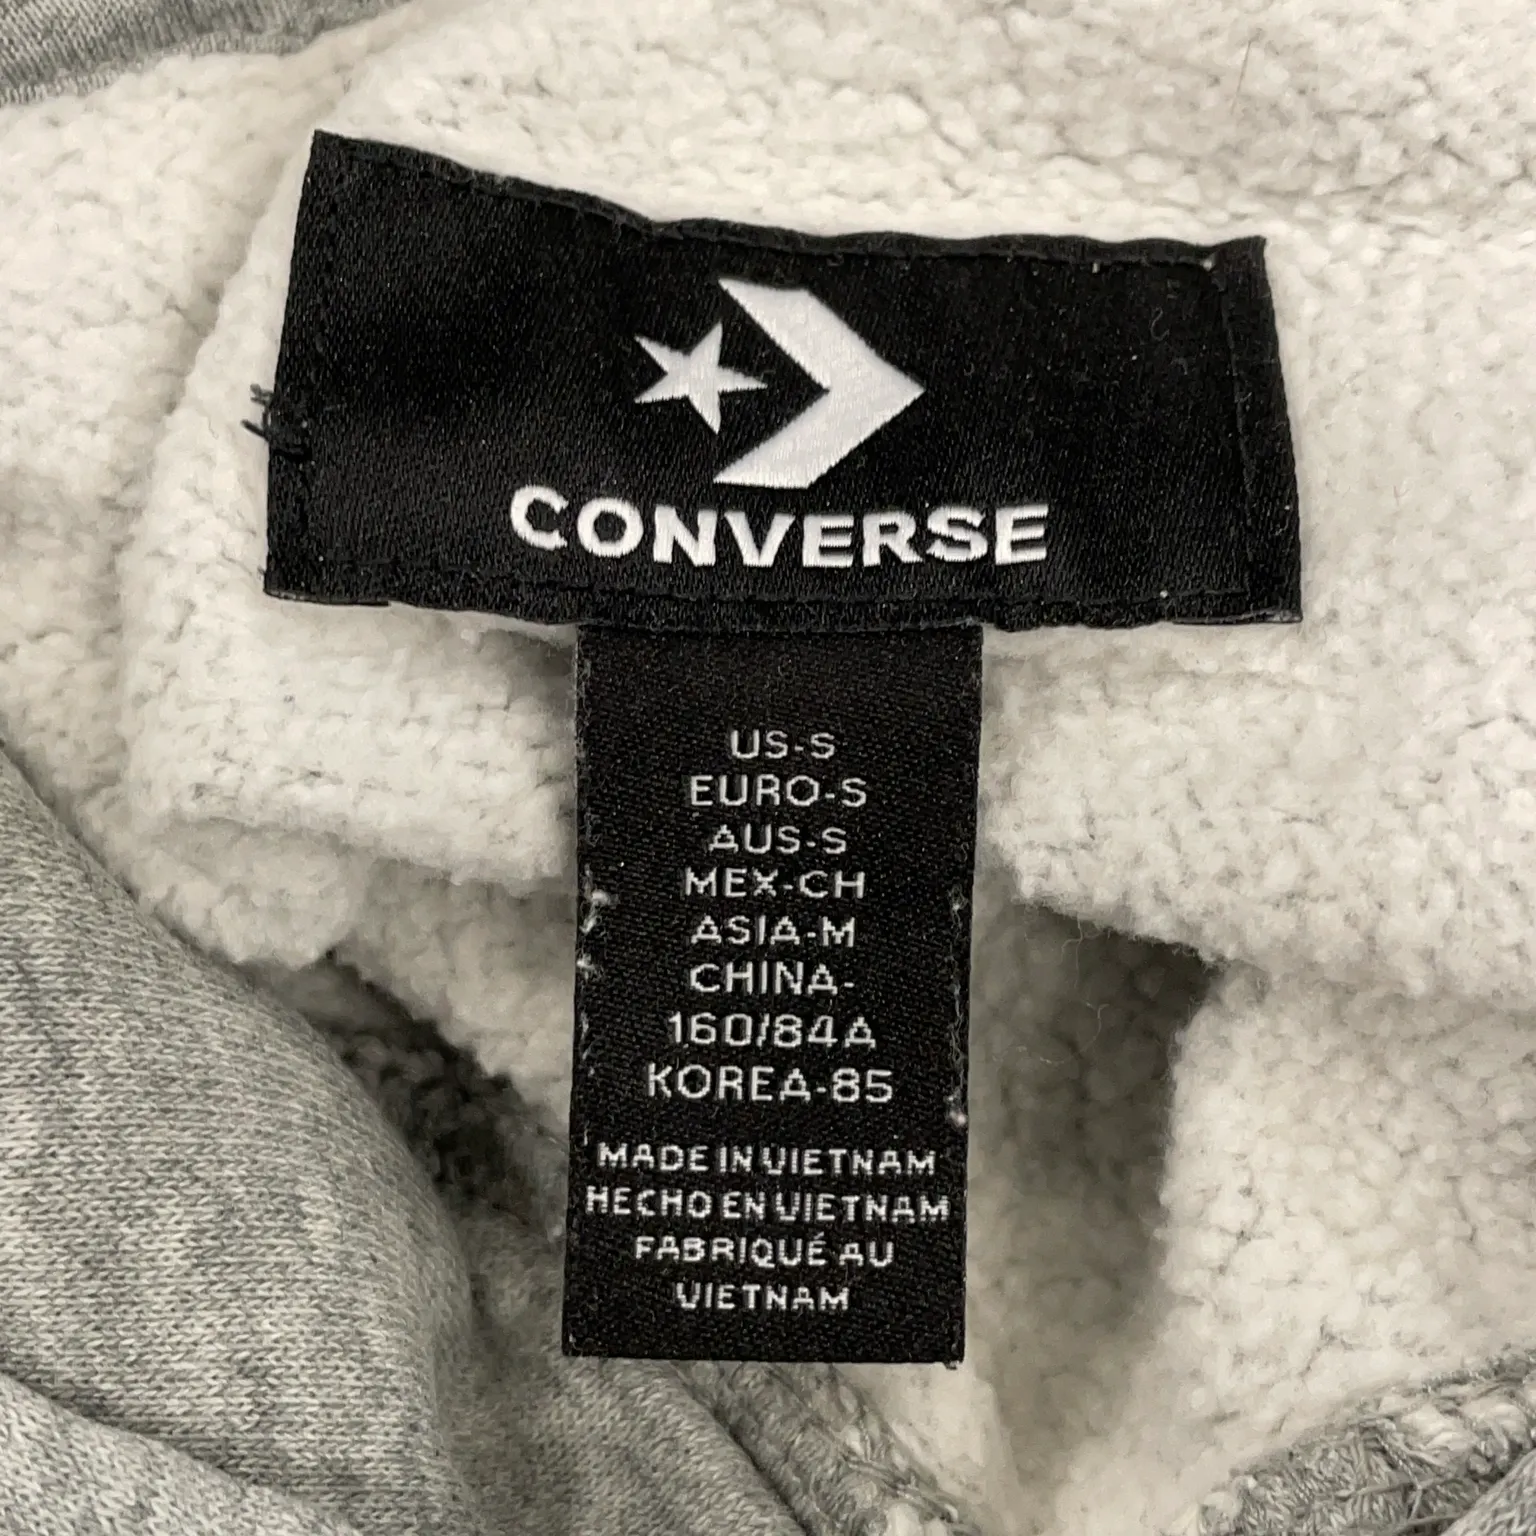 CONVERSE
US-S
EURO-S
AUS-S
MEX-CH
ASIA-M
CHINA-
160/84A
KOREA-85
MADE IN VIETNAM
HECHO EN VIETNAM
FABRIQUÉ AU
VIETNAM